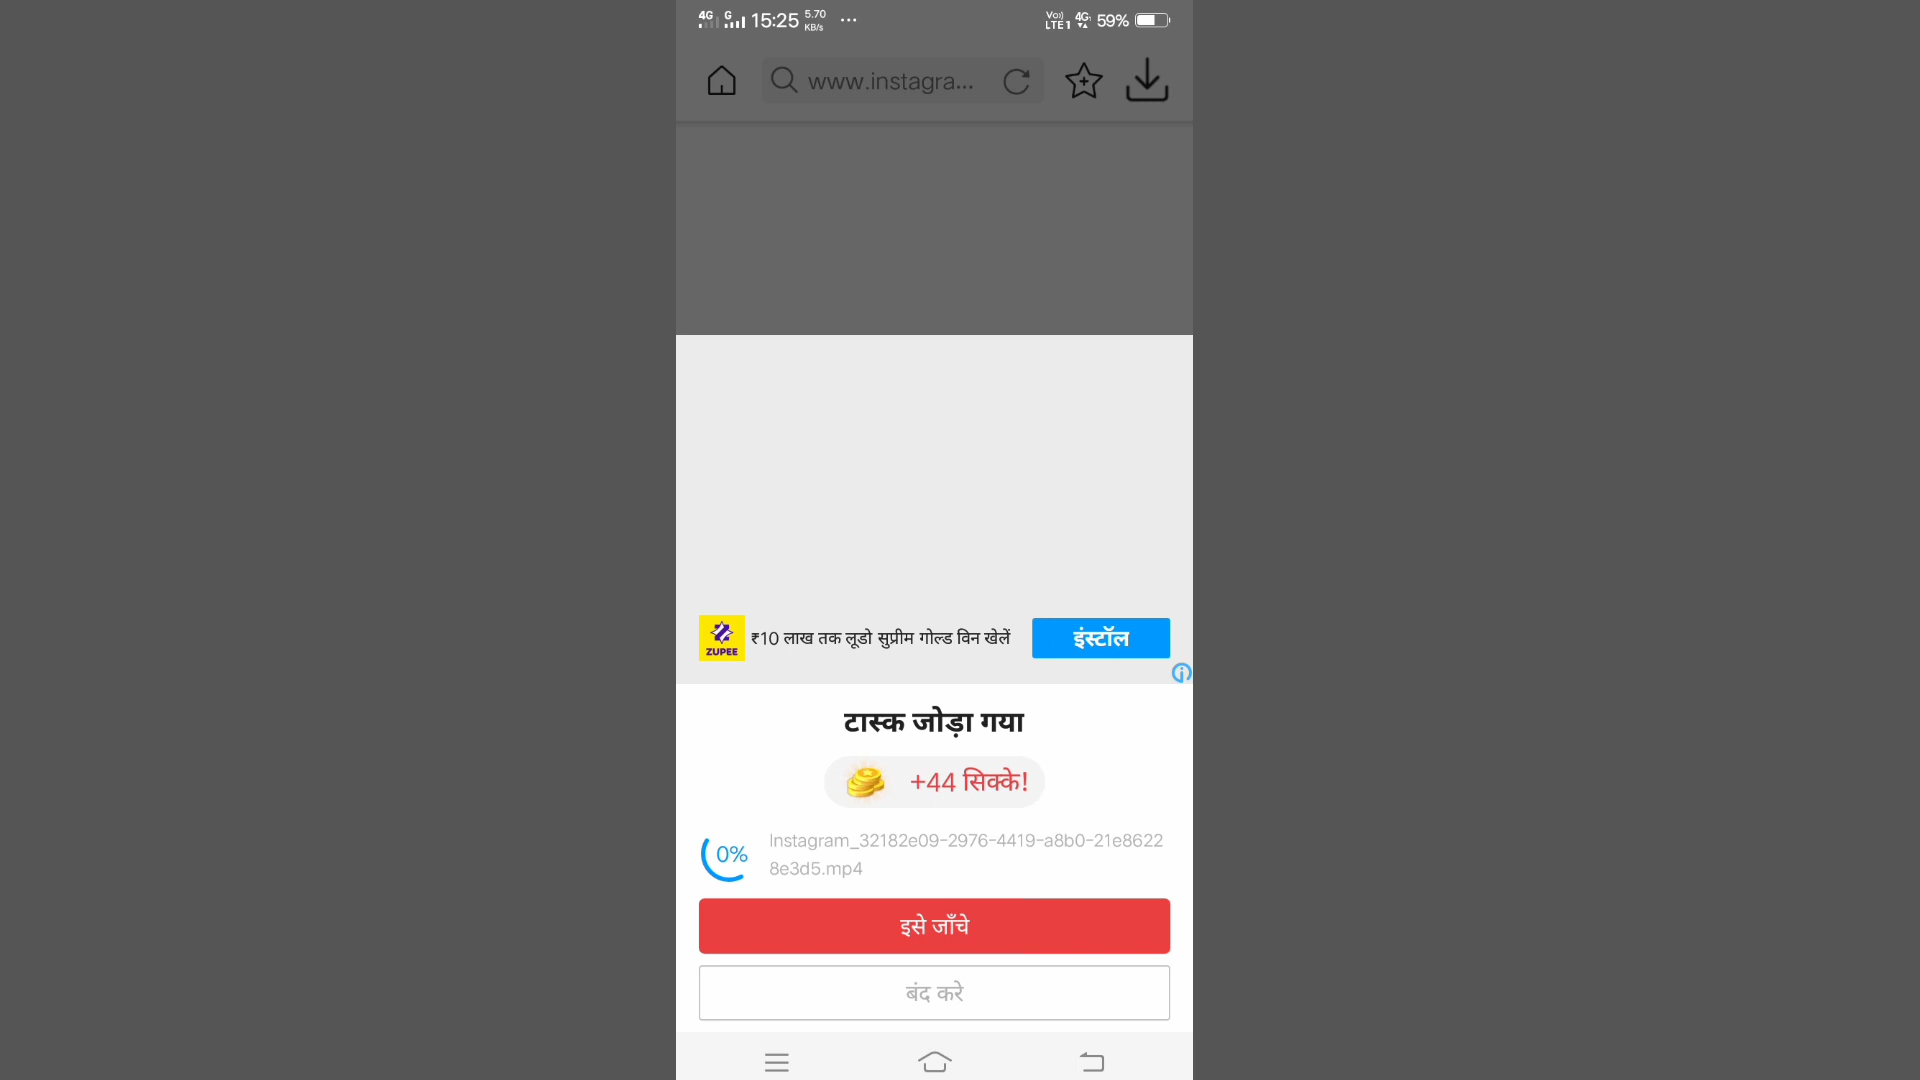 4G G 15:25 5.70 KB/s ... Vo)) LTE1 4G 59%
www.instagra...
ZUPEE ₹10 लाख तक लूडो सुप्रीम गोल्ड विन खेलें इंस्टॉल
टास्क जोड़ा गया
+44 सिक्के!
0% Instagram_32182e09-2976-4419-a8b0-21e8622
8e3d5.mp4
इसे जाँचे
बंद करे